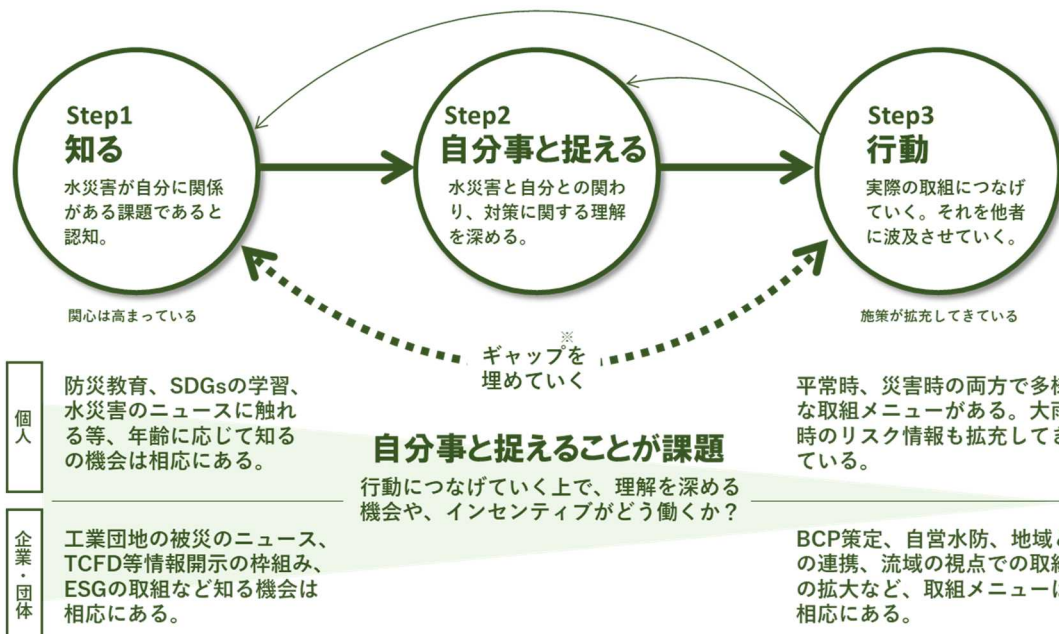 Step1
知る
水災害が自分に関係
がある課題であると
認知。
関心は高まっている
Step2
自分事と捉える
水災害と自分との関わ
り、対策に関する理解
を深める。
Step3
行動
実際の取組につなげ
ていく。それを他者
に波及させていく。
施策が拡充してきている
※
ギャップを
埋めていく
個人
防災教育、SDGsの学習、
水災害のニュースに触れ
る等、年齢に応じて知る
の機会は相応にある。
自分事と捉えることが課題
行動につなげていく上で、理解を深める
機会や、インセンティブがどう働くか？
平常時、災害時の両方で多様
な取組メニューがある。大雨
時のリスク情報も拡充してき
ている。
企業・団体
工業団地の被災のニュース、
TCFD等情報開示の枠組み、
ESGの取組など知る機会は
相応にある。
BCP策定、自営水防、地域と
の連携、流域の視点での取組
の拡大など、取組メニューは
相応にある。